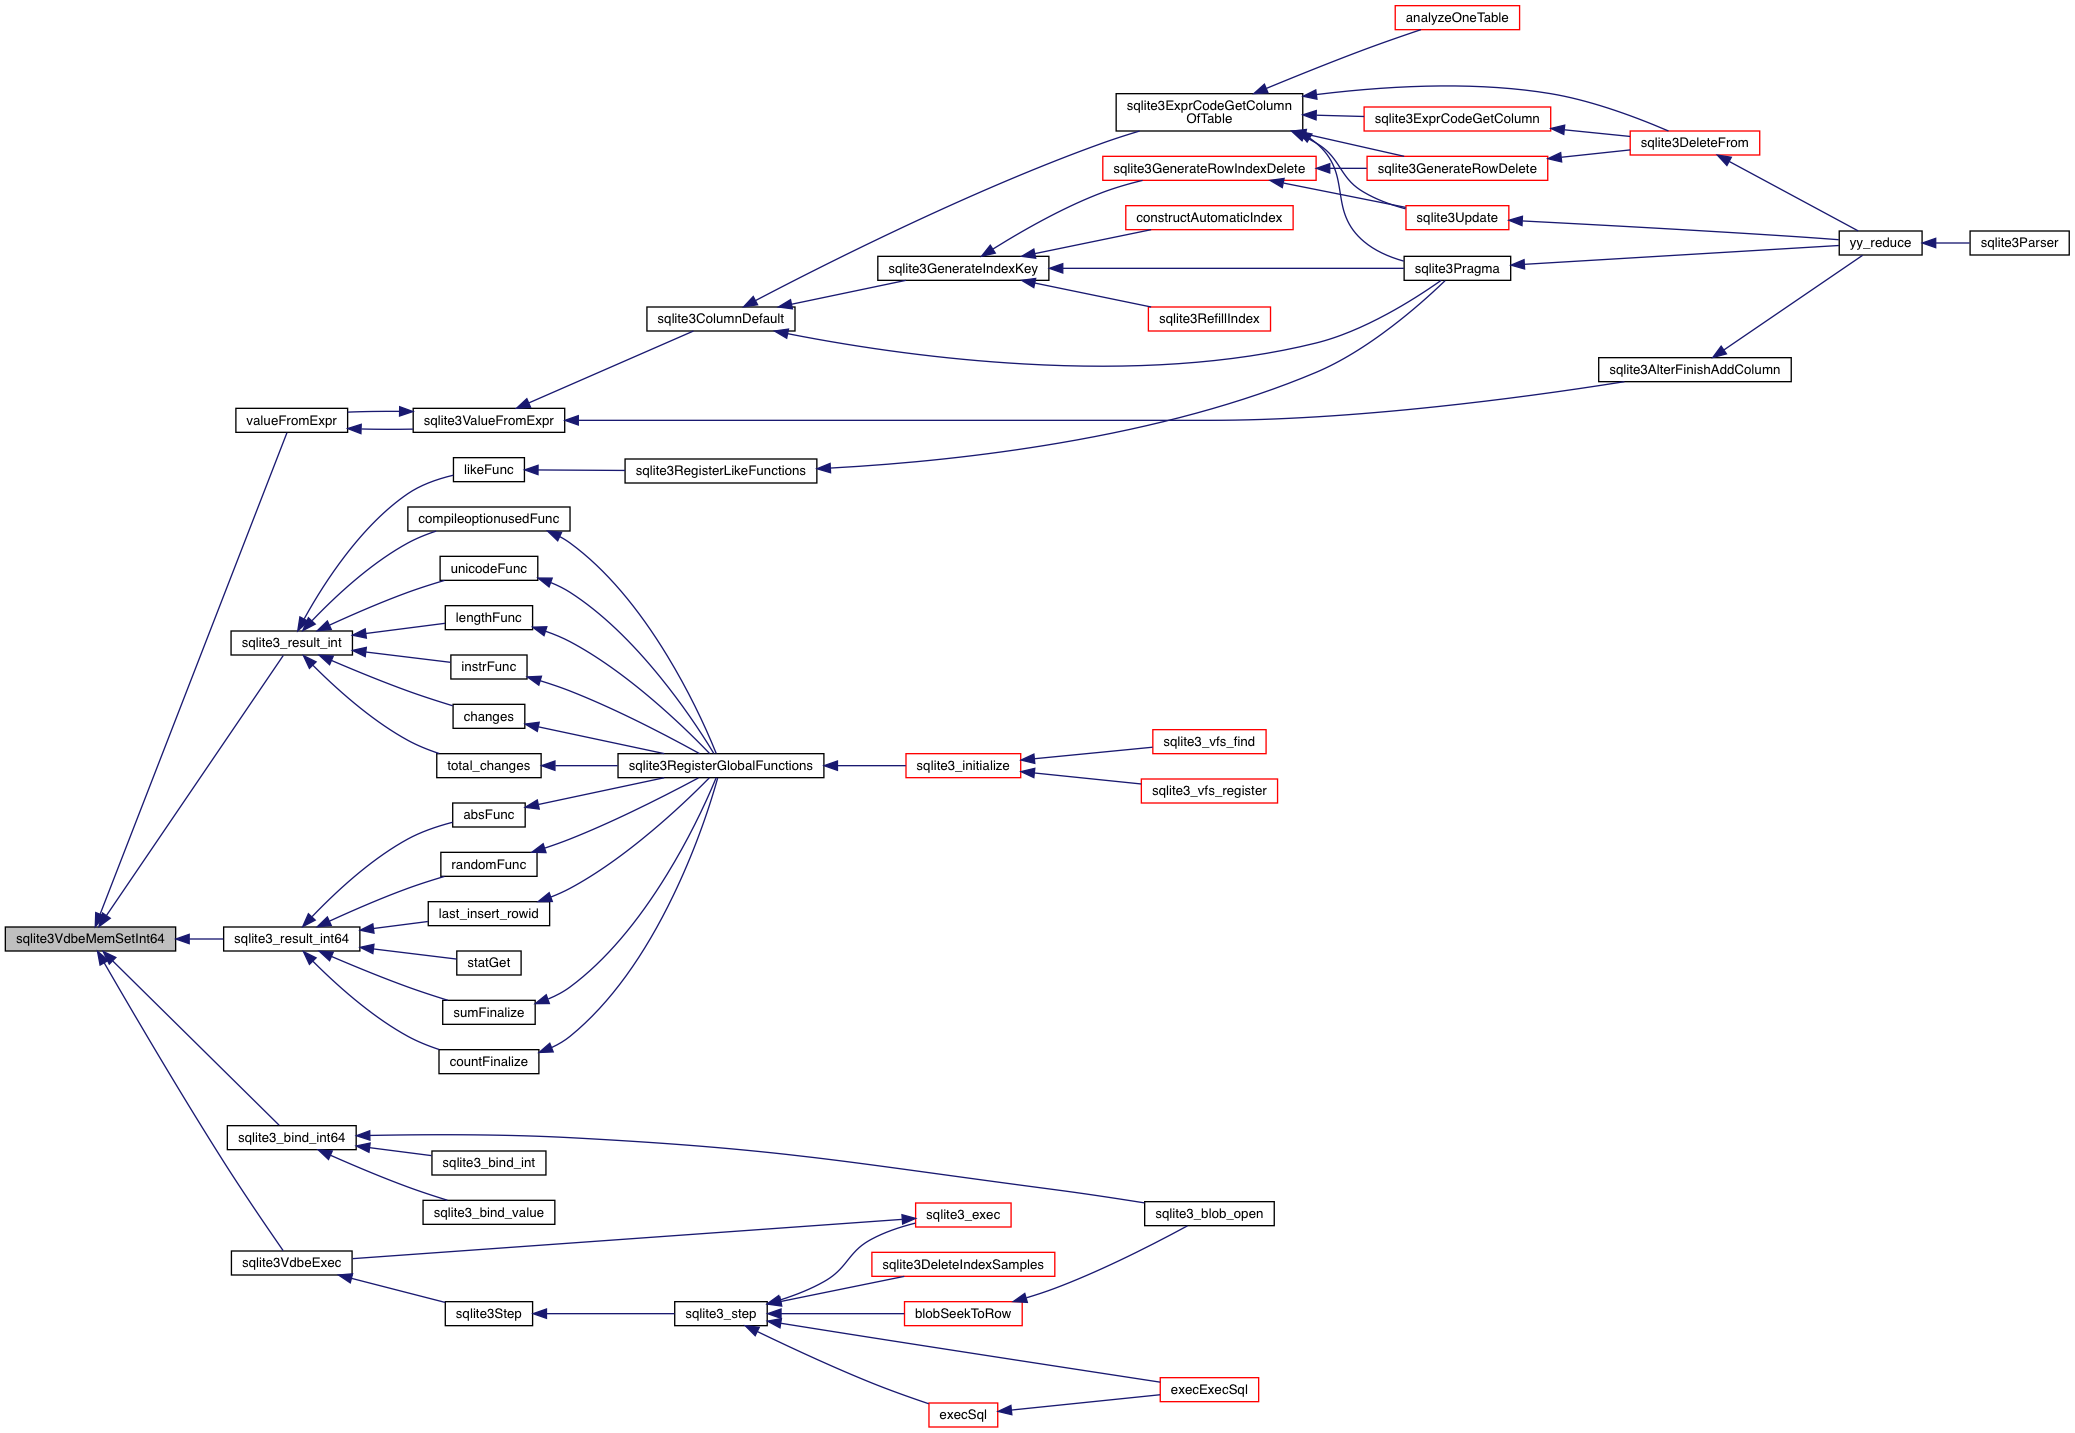 analyzeOneTable
sqlite3ExprCodeGetColumn
OfTable
sqlite3ExprCodeGetColumn
sqlite3DeleteFrom
sqlite3GenerateRowIndexDelete
sqlite3GenerateRowDelete
constructAutomaticIndex
sqlite3Update
yy_reduce
sqlite3Parser
sqlite3GenerateIndexKey
sqlite3Pragma
sqlite3ColumnDefault
sqlite3RefillIndex
sqlite3AlterFinishAddColumn
valueFromExpr
sqlite3ValueFromExpr
likeFunc
sqlite3RegisterLikeFunctions
compileoptionusedFunc
unicodeFunc
lengthFunc
sqlite3_result_int
instrFunc
changes
sqlite3_vfs_find
total_changes
sqlite3RegisterGlobalFunctions
sqlite3_initialize
sqlite3_vfs_register
absFunc
randomFunc
last_insert_rowid
sqlite3VdbeMemSetInt64
sqlite3_result_int64
statGet
sumFinalize
countFinalize
sqlite3_bind_int64
sqlite3_bind_int
sqlite3_bind_value
sqlite3_exec
sqlite3_blob_open
sqlite3VdbeExec
sqlite3DeleteIndexSamples
sqlite3Step
sqlite3_step
blobSeekToRow
execExecSql
execSql